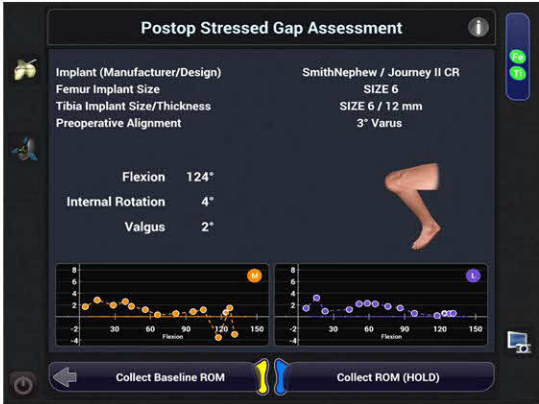 Postop Stressed Gap Assessment
i
Fe
Ti
Implant (Manufacturer/Design) SmithNephew / Journey II CR
Femur Implant Size SIZE 6
Tibia Implant Size/Thickness SIZE 6 / 12 mm
Preoperative Alignment 3° Varus
Flexion 124°
Internal Rotation 4°
Valgus 2°
M
8
6
4
2
-2
-4
30 60 90 120 150
Flexion
L
8
6
4
2
-2
-4
30 60 90 120 150
Flexion
Collect Baseline ROM
Collect ROM (HOLD)